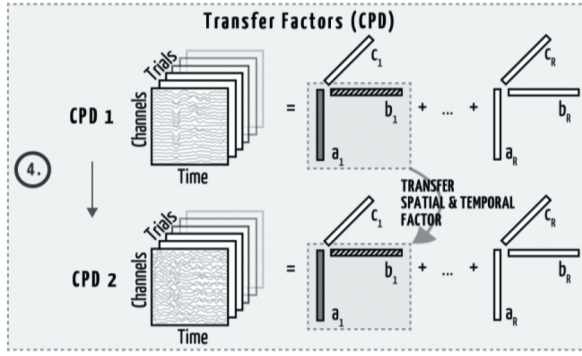 Transfer Factors (CPD)
4.
CPD 1
Trials
Channels
Time
=
c1
b1
a1
+ ... +
cR
bR
aR
TRANSFER
SPATIAL & TEMPORAL
FACTOR
CPD 2
Trials
Channels
Time
=
c1
b1
a1
+ ... +
cR
bR
aR